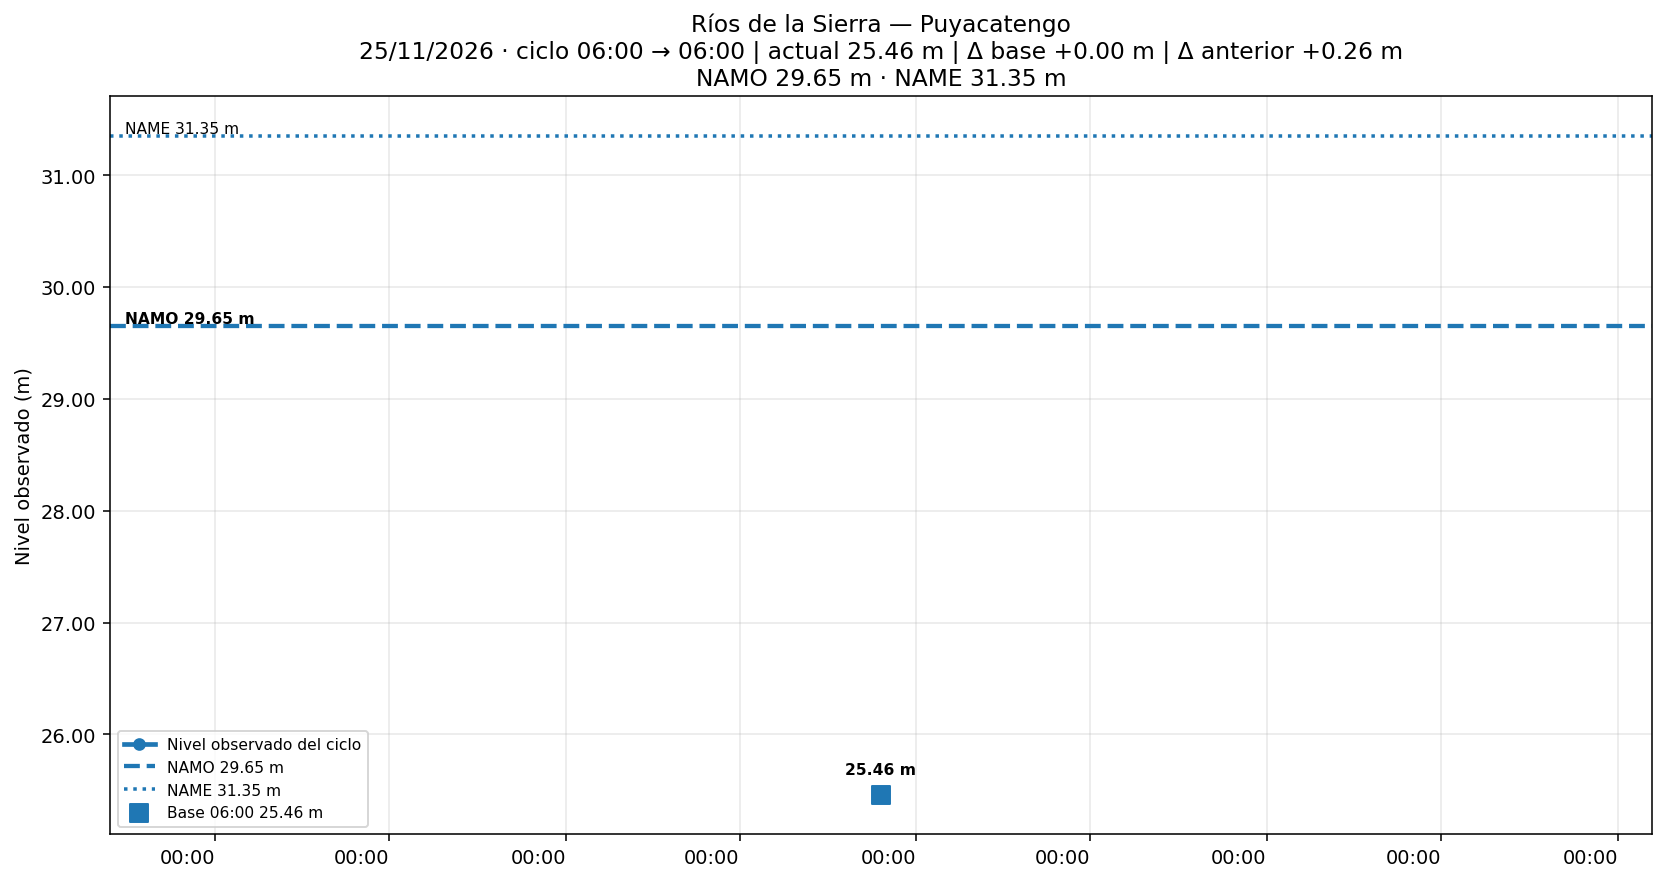 Ríos de la Sierra — Puyacatengo
25/11/2026 · ciclo 06:00 → 06:00 | actual 25.46 m | Δ base +0.00 m | Δ anterior +0.26 m
NAMO 29.65 m · NAME 31.35 m
NAME 31.35 m
31.00
30.00
NAMO 29.65 m
29.00
Nivel observado (m)
28.00
27.00
26.00
25.46 m
Nivel observado del ciclo
NAMO 29.65 m
NAME 31.35 m
Base 06:00 25.46 m
00:00 00:00 00:00 00:00 00:00 00:00 00:00 00:00 00:00